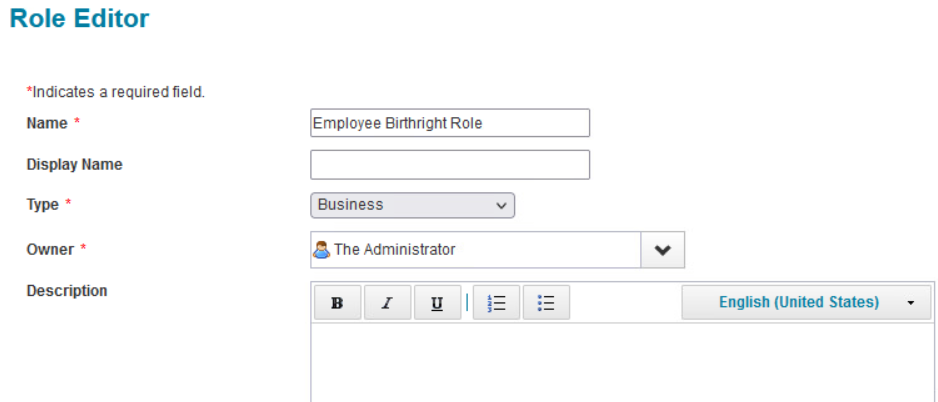 Role Editor
*Indicates a required field.
Name * Employee Birthright Role
Display Name
Type * Business
Owner * The Administrator
Description B I U English (United States)